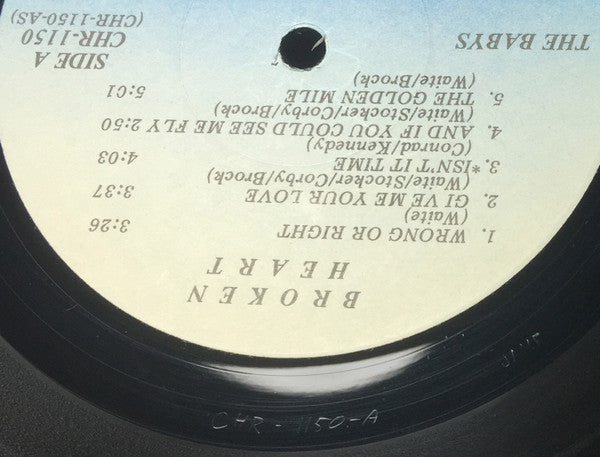 BROKEN
HEART
1. WRONG OR RIGHT 3:26
(Waite)
2. GI VE ME YOUR LOVE 3:37
(Waite/Stocker/Corby/Brock)
3. *ISN'T IT TIME 4:03
(Conrad/Kennedy)
4. AND IF YOU COULD SEE ME FLY 2:50
(Waite/Stocker/Corby/Brock)
5. THE GOLDEN MILE 5:01
(Waite/Brock)
THE BABYS
SIDE A
CHR-1150
(CHR-1150-AS)
CHR-1150-A